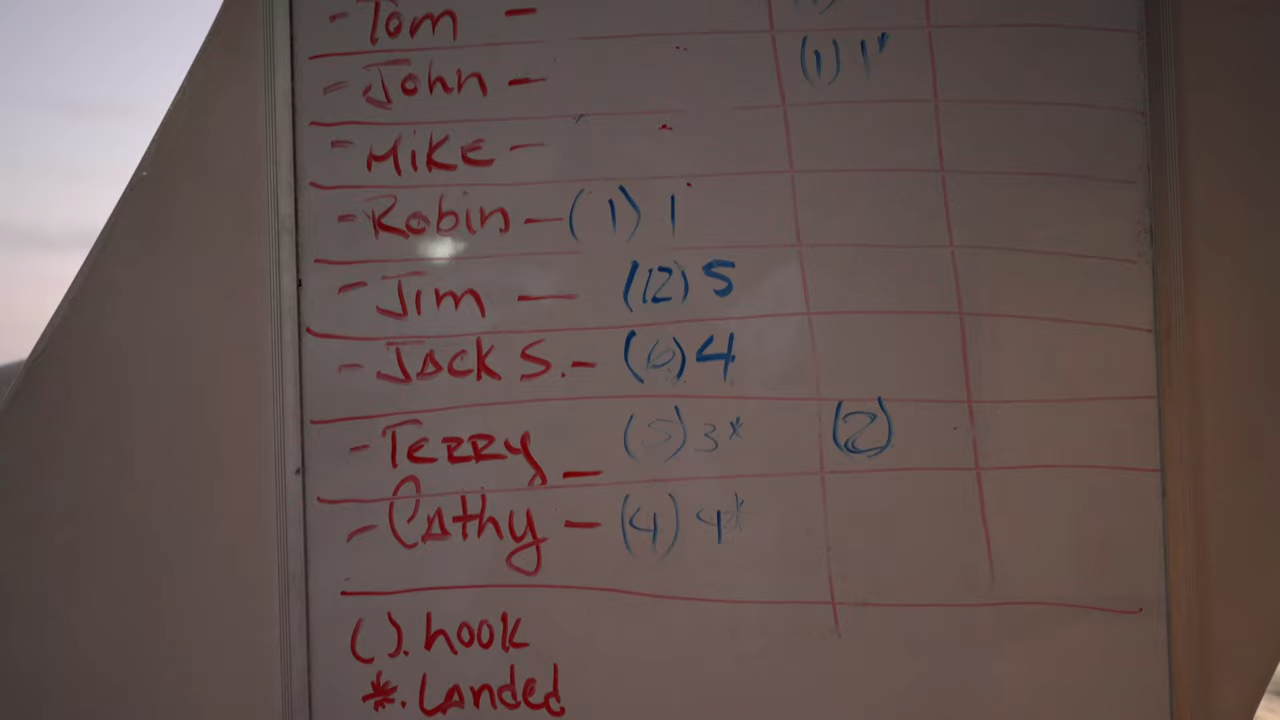 - Tom -
- John - (1) 1*
- MiKE -
- Robin - (1) 1
- Jim - (12) 5
- JACK S. - (6) 4
- TERRY - (5) 3* (2)
- CAthy - (4) 4*
( ). hook
*. LAnded